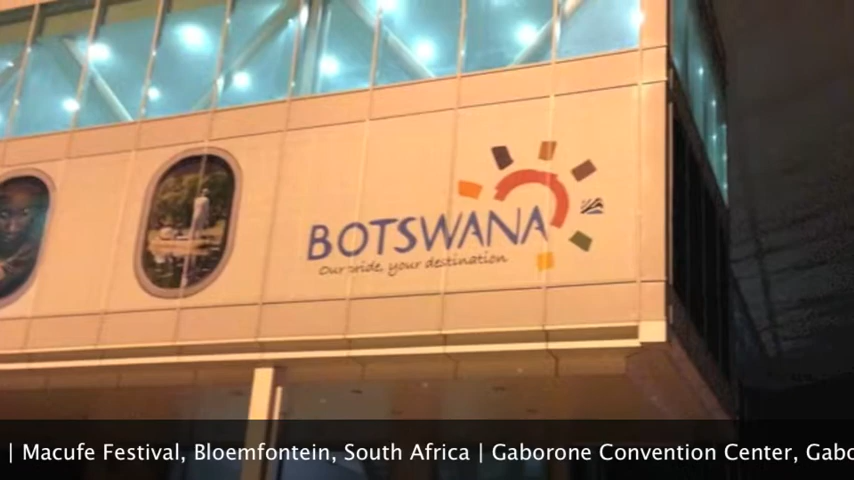 BOTSWANA
Our pride, your destination
| Macufe Festival, Bloemfontein, South Africa | Gaborone Convention Center, Gabo